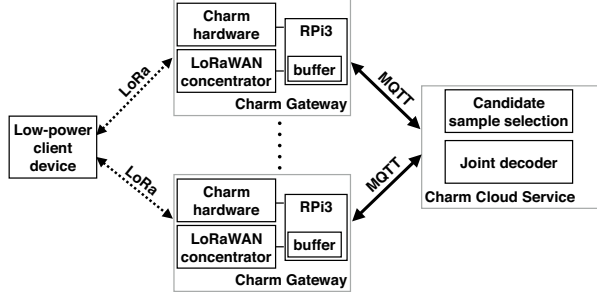 Charm
hardware
RPi3
LoRaWAN
concentrator
buffer
Charm Gateway
LoRa
MQTT
Low-power
client
device
Candidate
sample selection
Joint decoder
Charm Cloud Service
LoRa
MQTT
Charm
hardware
RPi3
LoRaWAN
concentrator
buffer
Charm Gateway